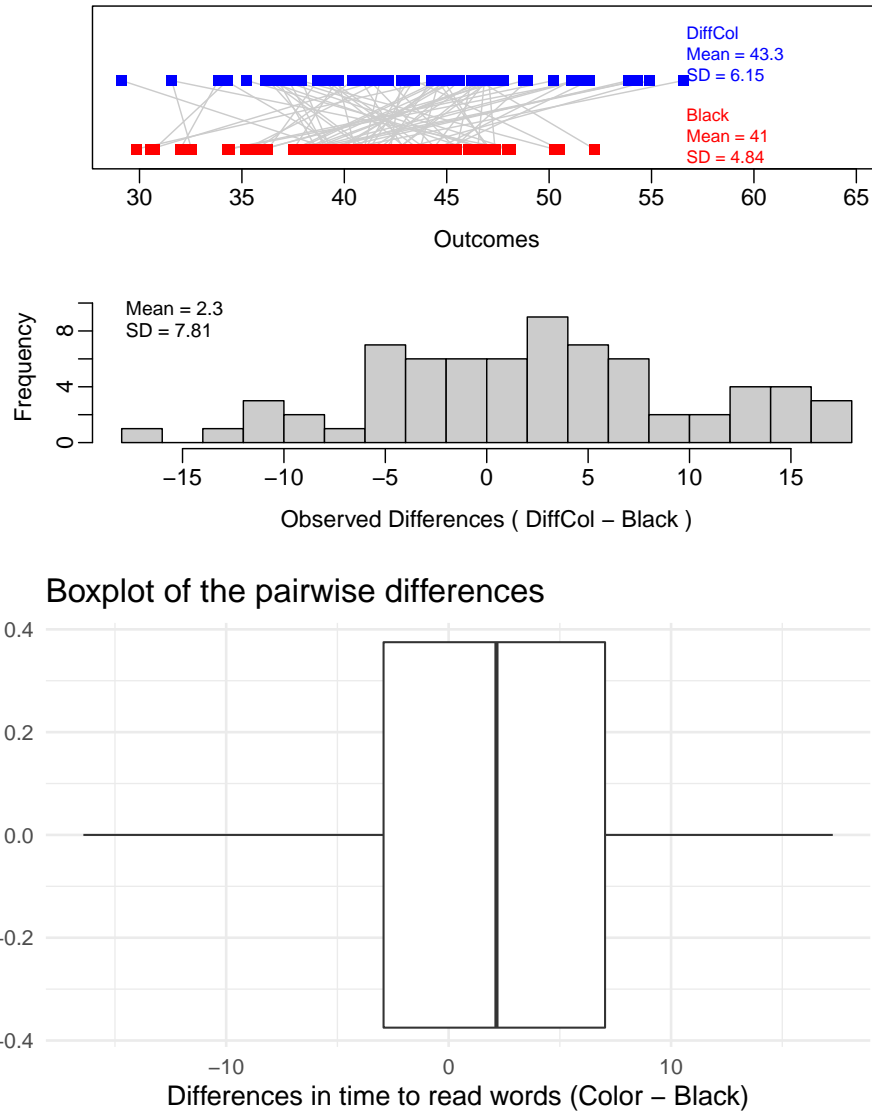 DiffCol
Mean = 43.3
SD = 6.15
Black
Mean = 41
SD = 4.84
30 35 40 45 50 55 60 65
Outcomes
Mean = 2.3
SD = 7.81
Frequency
8
4
0
−15 −10 −5 0 5 10 15
Observed Differences ( DiffCol − Black )
Boxplot of the pairwise differences
0.4
0.2
0.0
−0.2
−0.4
−10 0 10
Differences in time to read words (Color − Black)